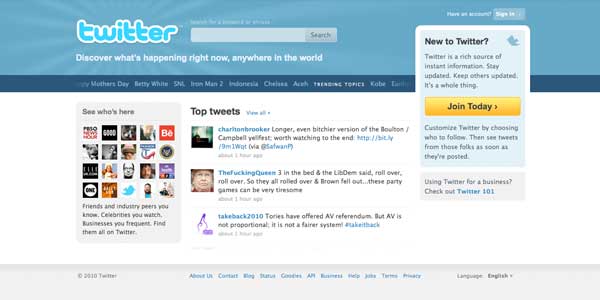 Have an account? Sign in
twitter
Search for a keyword or phrase...
Search
Discover what's happening right now, anywhere in the world
Mothers Day Betty White SNL Iron Man 2 Indonesia Chelsea Aceh TRENDING TOPICS Kobe
New to Twitter?
Twitter is a rich source of
instant information. Stay
updated. Keep others updated.
It's a whole thing.
Join Today ›
Customize Twitter by choosing
who to follow. Then see tweets
from those folks as soon as
they're posted.
Using Twitter for a business?
Check out Twitter 101
See who's here
PBS NEWS HOUR GOOD
ELLE
ONE
Friends and industry peers you
know. Celebrities you watch.
Businesses you frequent. Find
them all on Twitter.
Top tweets View all ›
charltonbrooker Longer, even bitchier version of the Boulton /
Campbell yellfest: worth watching to the end: http://bit.ly
/9m1Wqt (via @SafwanP)
about 1 hour ago
TheFuckingQueen 3 in the bed & the LibDem said, roll over,
roll over. So they all rolled over & Brown fell out...these party
games can be very tiresome
about 1 hour ago
takeback2010 Tories have offered AV referendum. But AV is
not proportional; it is not a fairer system! #takeitback
about 1 hour ago
© 2010 Twitter
About Us Contact Blog Status Goodies API Business Help Jobs Terms Privacy
Language: English